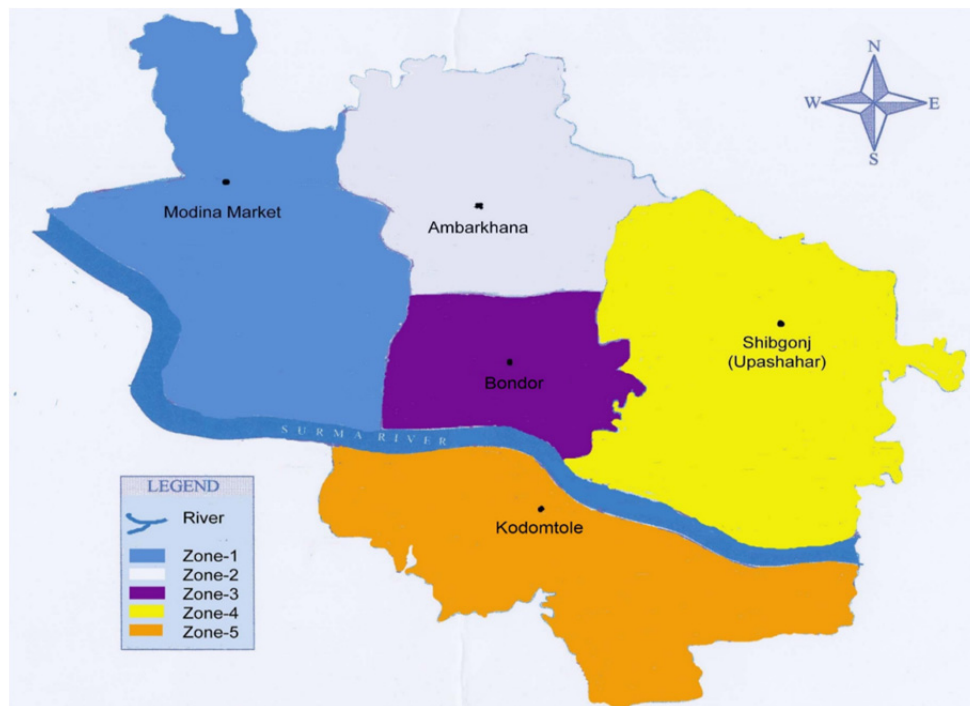 N
W
E
S
Modina Market
Ambarkhana
Shibgonj
(Upashahar)
Bondor
SURMA RIVER
Kodomtole
LEGEND
River
Zone-1
Zone-2
Zone-3
Zone-4
Zone-5